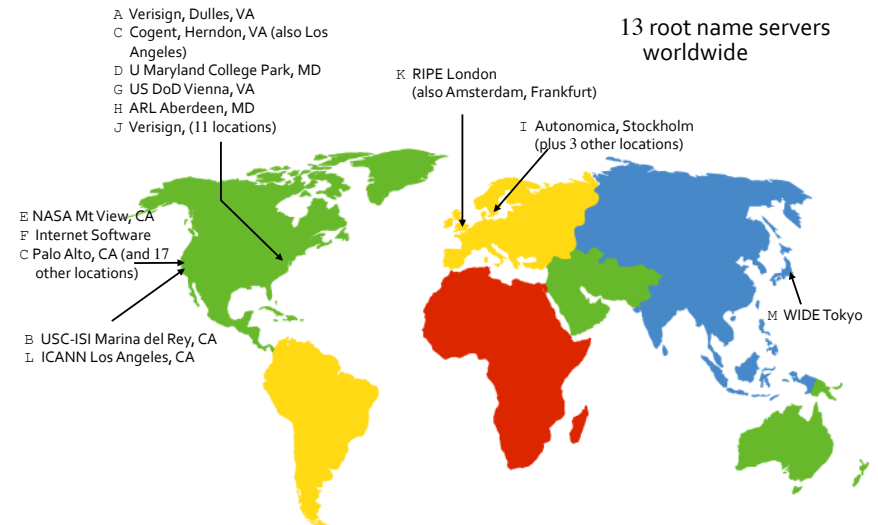 13 root name servers
worldwide
A Verisign, Dulles, VA
C Cogent, Herndon, VA (also Los
Angeles)
D U Maryland College Park, MD
G US DoD Vienna, VA
H ARL Aberdeen, MD
J Verisign, (11 locations)
K RIPE London
(also Amsterdam, Frankfurt)
I Autonomica, Stockholm
(plus 3 other locations)
E NASA Mt View, CA
F Internet Software
C Palo Alto, CA (and 17
other locations)
M WIDE Tokyo
B USC-ISI Marina del Rey, CA
L ICANN Los Angeles, CA